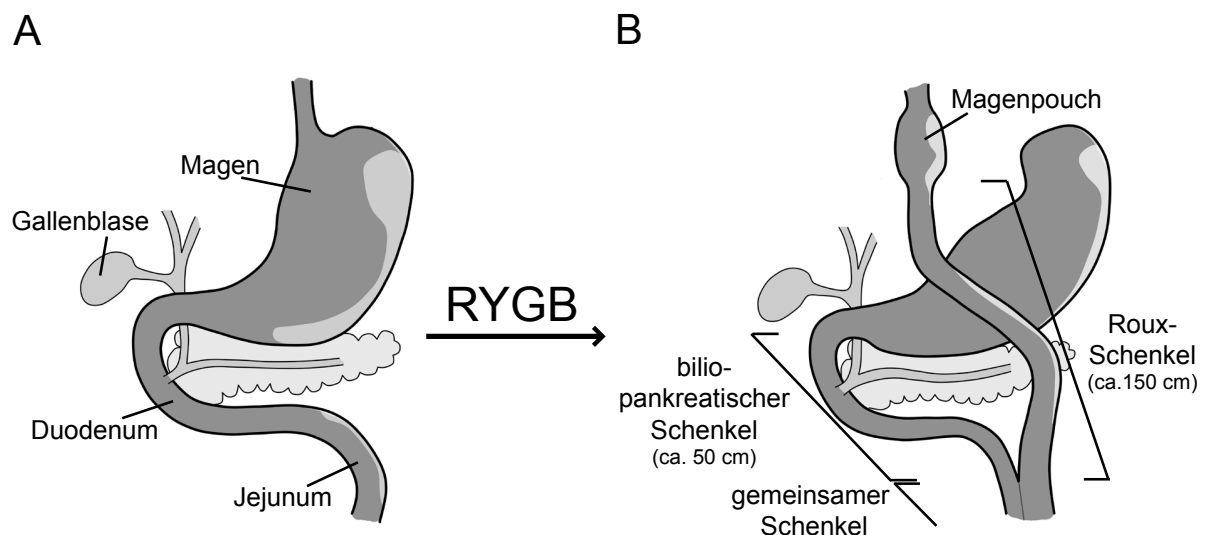 A
Magen
Gallenblase
Duodenum
Jejunum
RYGB
B
Magenpouch
Roux-
Schenkel
(ca.150 cm)
bilio-
pankreatischer
Schenkel
(ca. 50 cm)
gemeinsamer
Schenkel